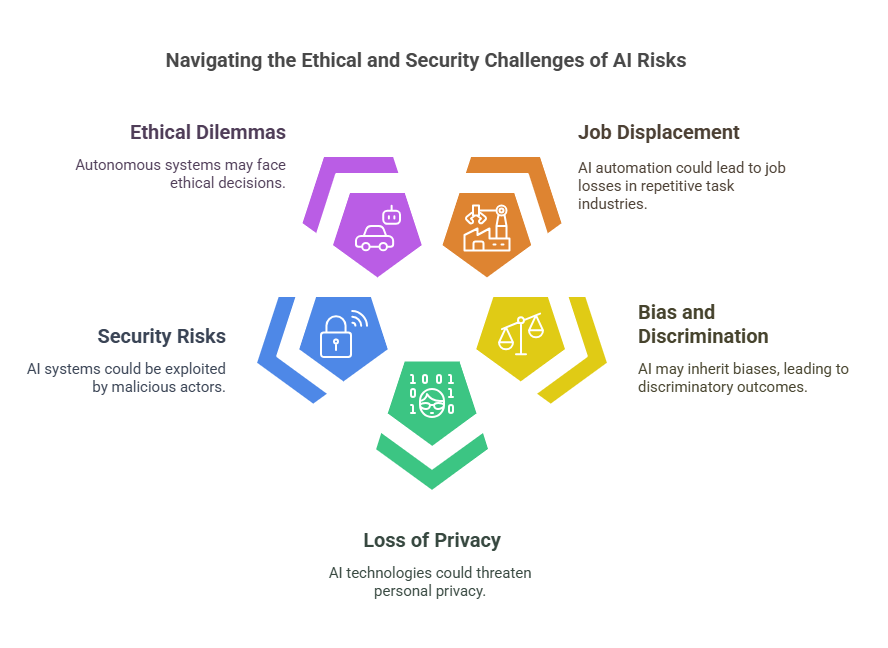 Navigating the Ethical and Security Challenges of AI Risks
Ethical Dilemmas
Autonomous systems may face
ethical decisions.
Job Displacement
AI automation could lead to job
losses in repetitive task
industries.
Security Risks
AI systems could be exploited
by malicious actors.
Bias and
Discrimination
AI may inherit biases, leading to
discriminatory outcomes.
1001
0 1
1 0
Loss of Privacy
AI technologies could threaten
personal privacy.